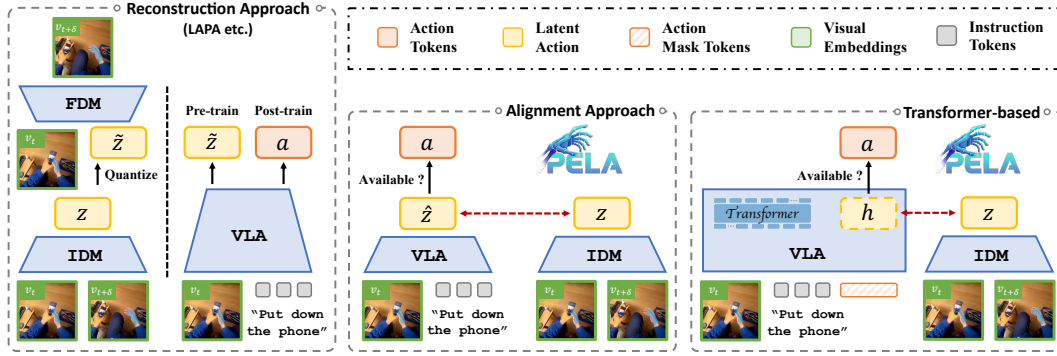 Reconstruction Approach
(LAPA etc.)
v_{t+δ}
FDM
v_t
z̃
Quantize
z
IDM
v_t
v_{t+δ}
Pre-train
Post-train
z̃
a
VLA
v_t
"Put down
the phone"
Action
Tokens
Latent
Action
Action
Mask Tokens
Visual
Embeddings
Instruction
Tokens
Alignment Approach
a
PELA
Available ?
ẑ
z
VLA
IDM
v_t
"Put down
the phone"
v_t
v_{t+δ}
Transformer-based
a
PELA
Available ?
Transformer
h
z
VLA
IDM
v_t
"Put down
the phone"
v_t
v_{t+δ}